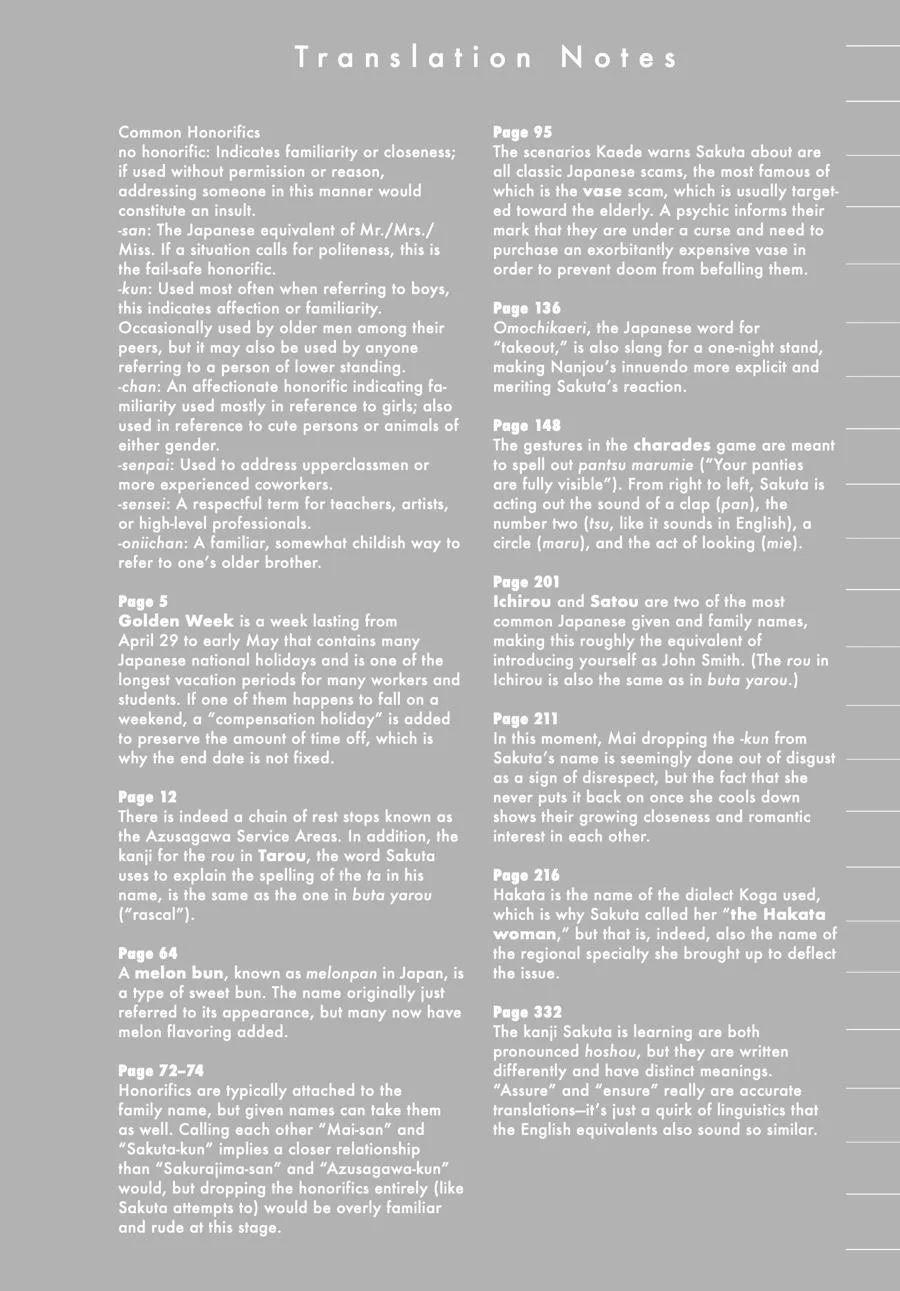 Translation Notes
Common Honorifics
no honorific: Indicates familiarity or closeness;
if used without permission or reason,
addressing someone in this manner would
constitute an insult.
-san: The Japanese equivalent of Mr./Mrs./
Miss. If a situation calls for politeness, this is
the fail-safe honorific.
-kun: Used most often when referring to boys,
this indicates affection or familiarity.
Occasionally used by older men among their
peers, but it may also be used by anyone
referring to a person of lower standing.
-chan: An affectionate honorific indicating fa-
miliarity used mostly in reference to girls; also
used in reference to cute persons or animals of
either gender.
-senpai: Used to address upperclassmen or
more experienced coworkers.
-sensei: A respectful term for teachers, artists,
or high-level professionals.
-oniichan: A familiar, somewhat childish way to
refer to one's older brother.
Page 5
Golden Week is a week lasting from
April 29 to early May that contains many
Japanese national holidays and is one of the
longest vacation periods for many workers and
students. If one of them happens to fall on a
weekend, a "compensation holiday" is added
to preserve the amount of time off, which is
why the end date is not fixed.
Page 12
There is indeed a chain of rest stops known as
the Azusagawa Service Areas. In addition, the
kanji for the rou in Tarou, the word Sakuta
uses to explain the spelling of the ta in his
name, is the same as the one in buta yarou
("rascal").
Page 64
A melon bun, known as melonpan in Japan, is
a type of sweet bun. The name originally just
referred to its appearance, but many now have
melon flavoring added.
Page 72–74
Honorifics are typically attached to the
family name, but given names can take them
as well. Calling each other "Mai-san" and
"Sakuta-kun" implies a closer relationship
than "Sakurajima-san" and "Azusagawa-kun"
would, but dropping the honorifics entirely (like
Sakuta attempts to) would be overly familiar
and rude at this stage.
Page 95
The scenarios Kaede warns Sakuta about are
all classic Japanese scams, the most famous of
which is the vase scam, which is usually target-
ed toward the elderly. A psychic informs their
mark that they are under a curse and need to
purchase an exorbitantly expensive vase in
order to prevent doom from befalling them.
Page 136
Omochikaeri, the Japanese word for
"takeout," is also slang for a one-night stand,
making Nanjou's innuendo more explicit and
meriting Sakuta's reaction.
Page 148
The gestures in the charades game are meant
to spell out pantsu marumie ("Your panties
are fully visible"). From right to left, Sakuta is
acting out the sound of a clap (pan), the
number two (tsu, like it sounds in English), a
circle (maru), and the act of looking (mie).
Page 201
Ichirou and Satou are two of the most
common Japanese given and family names,
making this roughly the equivalent of
introducing yourself as John Smith. (The rou in
Ichirou is also the same as in buta yarou.)
Page 211
In this moment, Mai dropping the -kun from
Sakuta's name is seemingly done out of disgust
as a sign of disrespect, but the fact that she
never puts it back on once she cools down
shows their growing closeness and romantic
interest in each other.
Page 216
Hakata is the name of the dialect Koga used,
which is why Sakuta called her "the Hakata
woman," but that is, indeed, also the name of
the regional specialty she brought up to deflect
the issue.
Page 332
The kanji Sakuta is learning are both
pronounced hoshou, but they are written
differently and have distinct meanings.
"Assure" and "ensure" really are accurate
translations—it's just a quirk of linguistics that
the English equivalents also sound so similar.